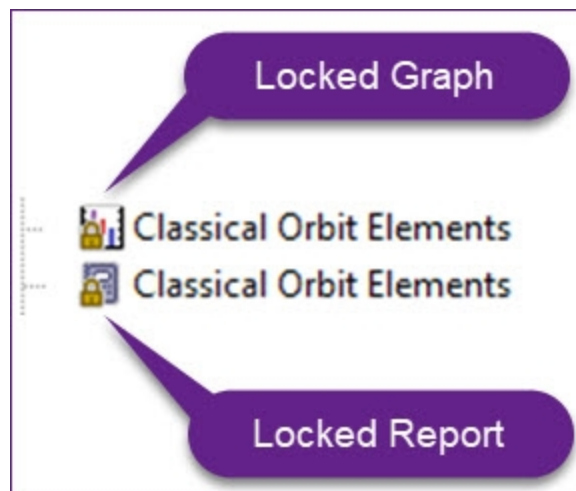 Locked Graph
Classical Orbit Elements
Classical Orbit Elements
Locked Report